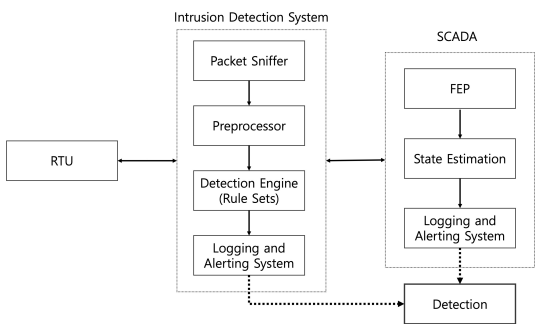 Intrusion Detection System
Packet Sniffer
Preprocessor
Detection Engine
(Rule Sets)
Logging and
Alerting System
RTU
SCADA
FEP
State Estimation
Logging and
Alerting System
Detection